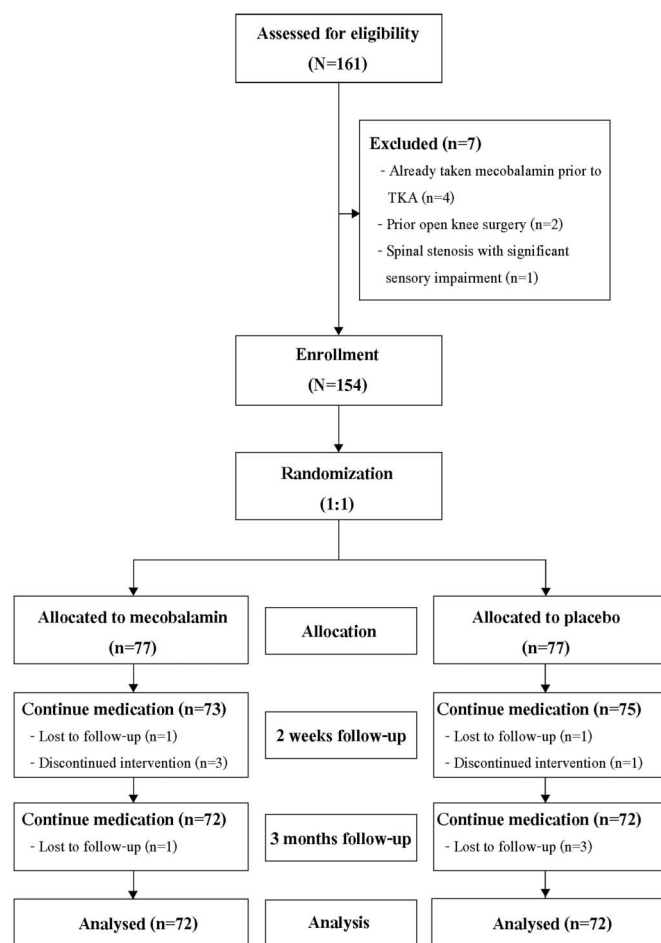 Assessed for eligibility
(N=161)
Excluded (n=7)
- Already taken mecobalamin prior to
TKA (n=4)
- Prior open knee surgery (n=2)
- Spinal stenosis with significant
sensory impairment (n=1)
Enrollment
(N=154)
Randomization
(1:1)
Allocated to mecobalamin
(n=77)
Allocation
Allocated to placebo
(n=77)
Continue medication (n=73)
- Lost to follow-up (n=1)
- Discontinued intervention (n=3)
2 weeks follow-up
Continue medication (n=75)
- Lost to follow-up (n=1)
- Discontinued intervention (n=1)
Continue medication (n=72)
- Lost to follow-up (n=1)
3 months follow-up
Continue medication (n=72)
- Lost to follow-up (n=3)
Analysed (n=72)
Analysis
Analysed (n=72)